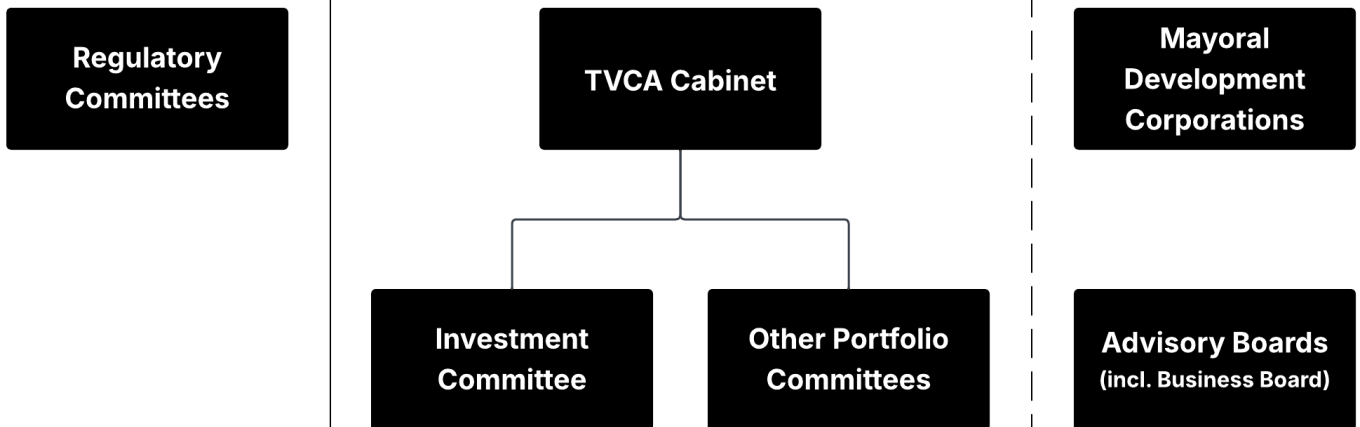 Regulatory
Committees
TVCA Cabinet
Mayoral
Development
Corporations
Investment
Committee
Other Portfolio
Committees
Advisory Boards
(incl. Business Board)